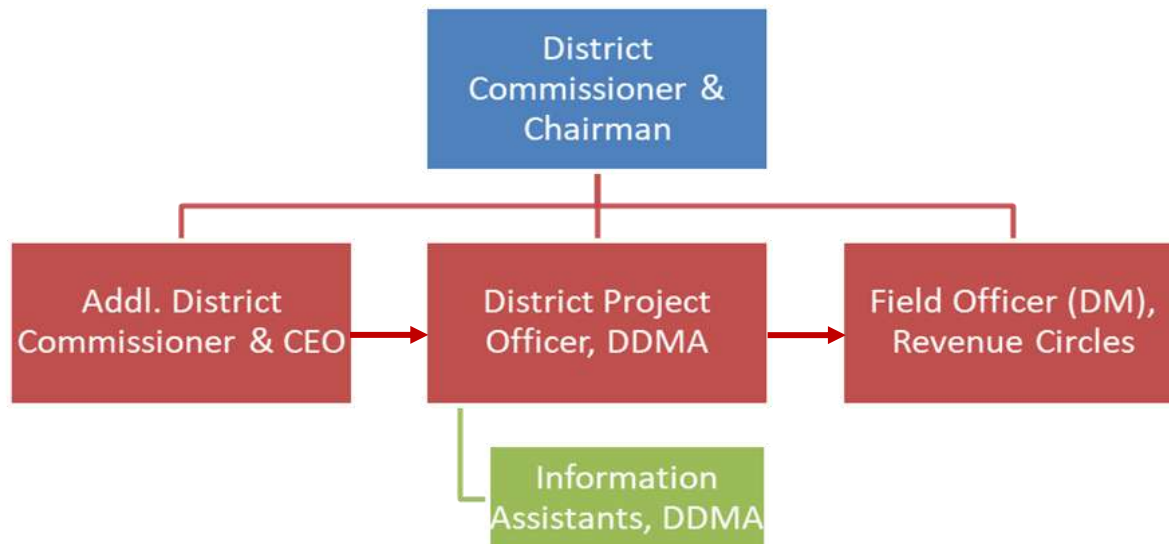 District
Commissioner &
Chairman
Addl. District
Commissioner & CEO
District Project
Officer, DDMA
Field Officer (DM),
Revenue Circles
Information
Assistants, DDMA